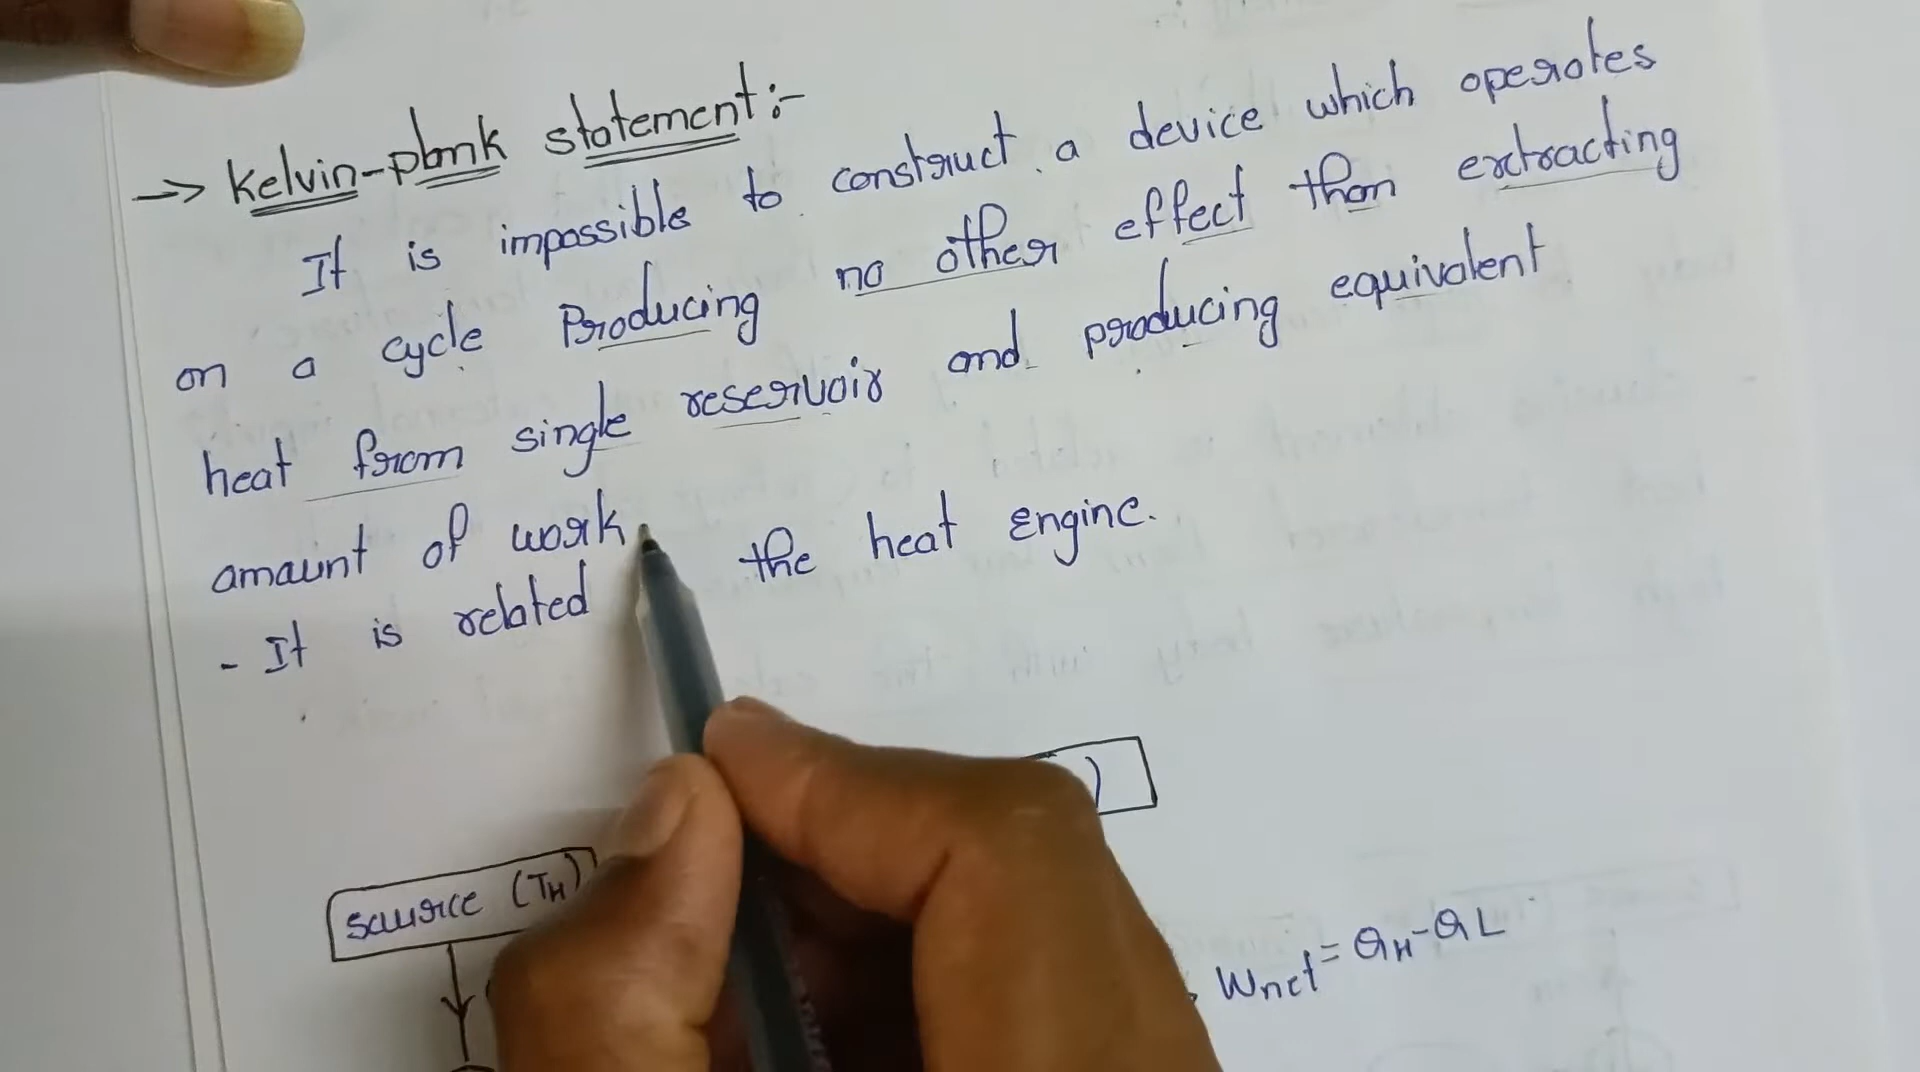 → Kelvin-plank statement:-
It is impossible to construct a device which operates
on a cycle Producing no other effect than extracting
heat from single reservoir and producing equivalent
amount of work
- It is related the heat Engine.
source (TH)
Wnet = QH-QL